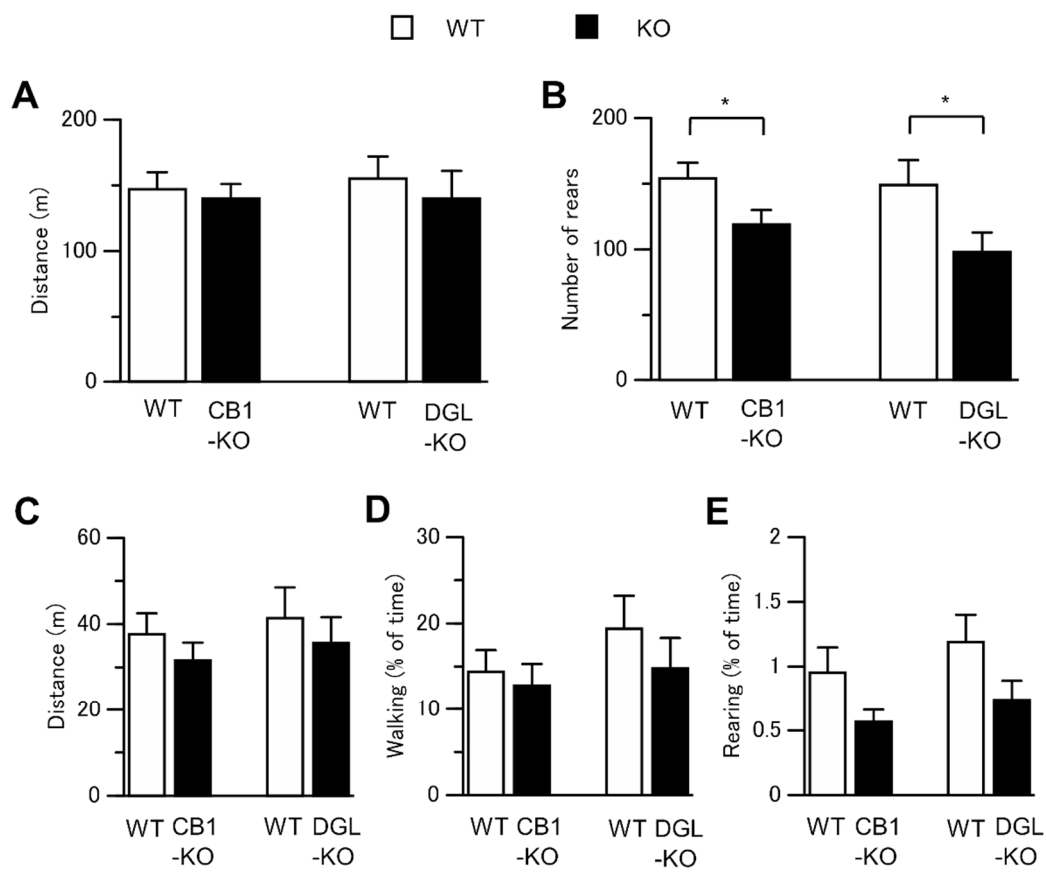 WT KO
A
B
200
100
0
Distance (m)
WT CB1 WT DGL
-KO -KO
200
100
0
Number of rears
* *
WT CB1 WT DGL
-KO -KO
C
D
E
60
40
20
0
Distance (m)
WT CB1 WT DGL
-KO -KO
30
20
10
0
Walking (% of time)
WT CB1 WT DGL
-KO -KO
2
1.5
1
0.5
0
Rearing (% of time)
WT CB1 WT DGL
-KO -KO